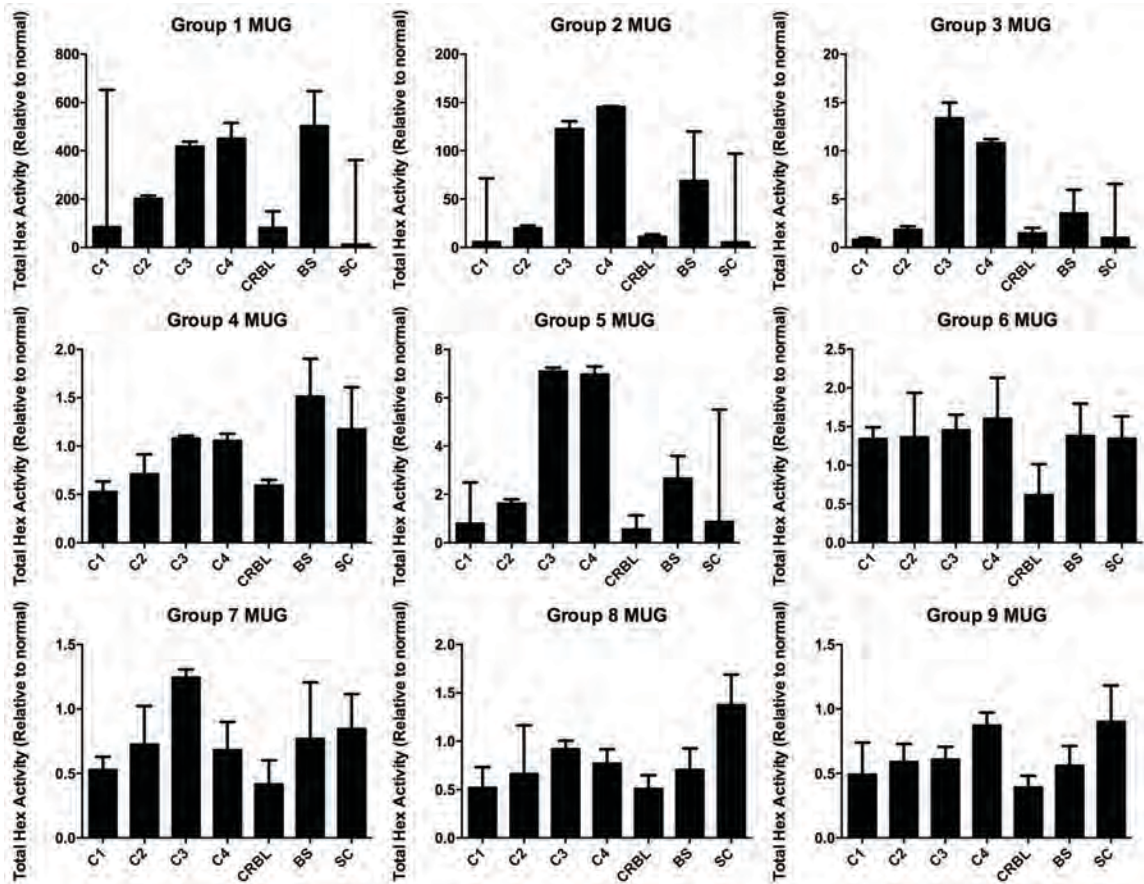 Group 1 MUG
Total Hex Activity (Relative to normal)
800
600
400
200
0
C1 C2 C3 C4 CRBL BS SC
Group 2 MUG
Total Hex Activity (Relative to normal)
200
150
100
50
0
C1 C2 C3 C4 CRBL BS SC
Group 3 MUG
Total Hex Activity (Relative to normal)
20
15
10
5
0
C1 C2 C3 C4 CRBL BS SC
Group 4 MUG
Total Hex Activity (Relative to normal)
2.0
1.5
1.0
0.5
0.0
C1 C2 C3 C4 CRBL BS SC
Group 5 MUG
Total Hex Activity (Relative to normal)
8
6
4
2
0
C1 C2 C3 C4 CRBL BS SC
Group 6 MUG
Total Hex Activity (Relative to normal)
2.5
2.0
1.5
1.0
0.5
0.0
C1 C2 C3 C4 CRBL BS SC
Group 7 MUG
Total Hex Activity (Relative to normal)
1.5
1.0
0.5
0.0
C1 C2 C3 C4 CRBL BS SC
Group 8 MUG
Total Hex Activity (Relative to normal)
2.0
1.5
1.0
0.5
0.0
C1 C2 C3 C4 CRBL BS SC
Group 9 MUG
Total Hex Activity (Relative to normal)
1.5
1.0
0.5
0.0
C1 C2 C3 C4 CRBL BS SC